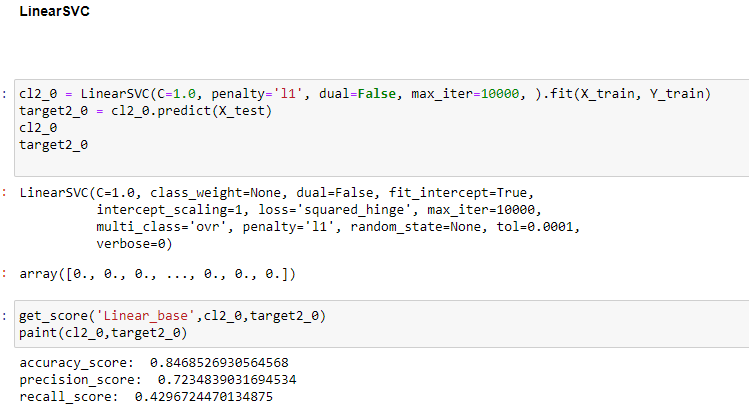 LinearSVC
: cl2_0 = LinearSVC(C=1.0, penalty='l1', dual=False, max_iter=10000, ).fit(X_train, Y_train)
target2_0 = cl2_0.predict(X_test)
cl2_0
target2_0
: LinearSVC(C=1.0, class_weight=None, dual=False, fit_intercept=True,
intercept_scaling=1, loss='squared_hinge', max_iter=10000,
multi_class='ovr', penalty='l1', random_state=None, tol=0.0001,
verbose=0)
: array([0., 0., 0., ..., 0., 0., 0.])
: get_score('Linear_base',cl2_0,target2_0)
paint(cl2_0,target2_0)
accuracy_score:  0.8468526930564568
precision_score:  0.7234839031694534
recall_score:  0.4296724470134875